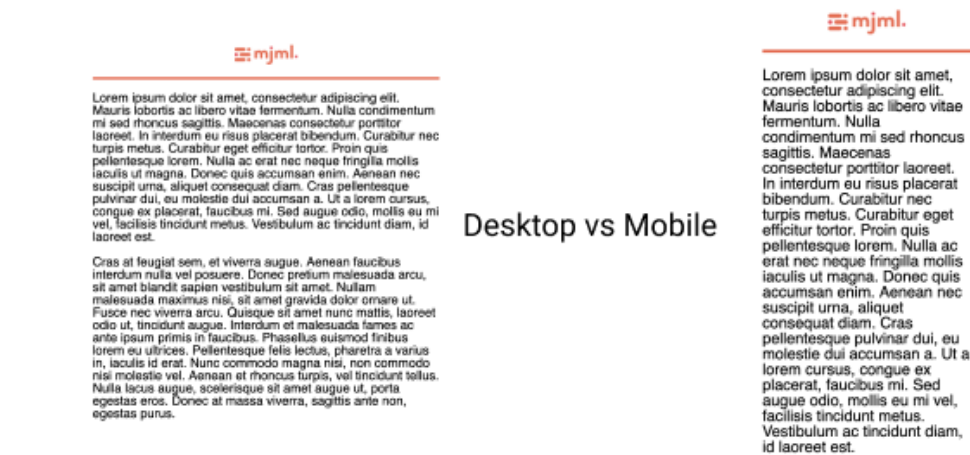 mjml.
Lorem ipsum dolor sit amet, consectetur adipiscing elit.
Mauris lobortis ac libero vitae fermentum. Nulla condimentum
mi sed rhoncus sagittis. Maecenas consectetur porttitor
laoreet. In interdum eu risus placerat bibendum. Curabitur nec
turpis metus. Curabitur eget efficitur tortor. Proin quis
pellentesque lorem. Nulla ac erat nec neque fringilla mollis
iaculis ut magna. Donec quis accumsan enim. Aenean nec
suscipit urna, aliquet consequat diam. Cras pellentesque
pulvinar dui, eu molestie dui accumsan a. Ut a lorem cursus,
congue ex placerat, faucibus mi. Sed augue odio, mollis eu mi
vel, facilisis tincidunt metus. Vestibulum ac tincidunt diam, id
laoreet est.
Cras at feugiat sem, et viverra augue. Aenean faucibus
interdum nulla vel posuere. Donec pretium malesuada arcu,
sit amet blandit sapien vestibulum sit amet. Nullam
malesuada maximus nisi, sit amet gravida dolor ornare ut.
Fusce nec viverra arcu. Quisque sit amet nunc mattis, laoreet
odio ut, tincidunt augue. Interdum et malesuada fames ac
ante ipsum primis in faucibus. Phasellus euismod finibus
lorem eu ultrices. Pellentesque felis lectus, pharetra a varius
in, iaculis id erat. Nunc commodo magna nisi, non commodo
nisi molestie vel. Aenean et rhoncus turpis, vel tincidunt tellus.
Nulla lacus augue, scelerisque sit amet augue ut, porta
egestas eros. Donec at massa viverra, sagittis ante non,
egestas purus.
Desktop vs Mobile
mjml.
Lorem ipsum dolor sit amet,
consectetur adipiscing elit.
Mauris lobortis ac libero vitae
fermentum. Nulla
condimentum mi sed rhoncus
sagittis. Maecenas
consectetur porttitor laoreet.
In interdum eu risus placerat
bibendum. Curabitur nec
turpis metus. Curabitur eget
efficitur tortor. Proin quis
pellentesque lorem. Nulla ac
erat nec neque fringilla mollis
iaculis ut magna. Donec quis
accumsan enim. Aenean nec
suscipit urna, aliquet
consequat diam. Cras
pellentesque pulvinar dui, eu
molestie dui accumsan a. Ut a
lorem cursus, congue ex
placerat, faucibus mi. Sed
augue odio, mollis eu mi vel,
facilisis tincidunt metus.
Vestibulum ac tincidunt diam,
id laoreet est.